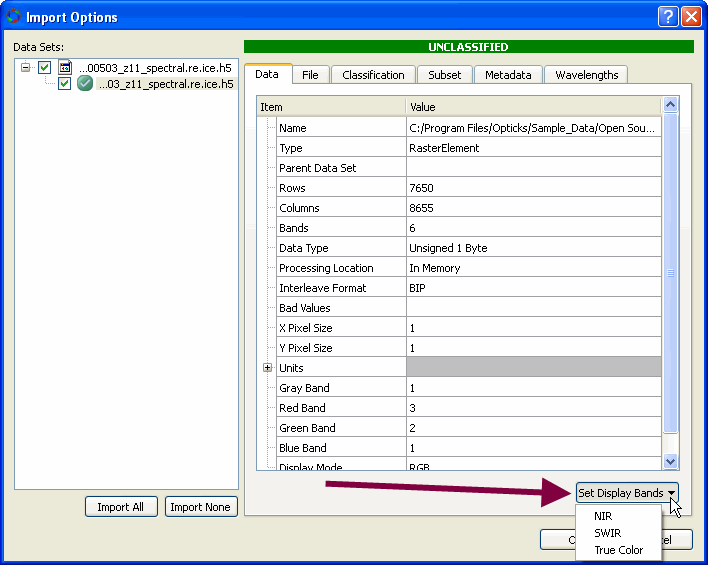 Import Options
Data Sets:
UNCLASSIFIED
...00503_z11_spectral.re.ice.h5
...03_z11_spectral.re.ice.h5
Data File Classification Subset Metadata Wavelengths
Item Value
Name C:/Program Files/Opticks/Sample_Data/Open Sou...
Type RasterElement
Parent Data Set
Rows 7650
Columns 8655
Bands 6
Data Type Unsigned 1 Byte
Processing Location In Memory
Interleave Format BIP
Bad Values
X Pixel Size 1
Y Pixel Size 1
Units
Gray Band 1
Red Band 3
Green Band 2
Blue Band 1
Display Mode RGB
Import All Import None
Set Display Bands
NIR
SWIR
True Color